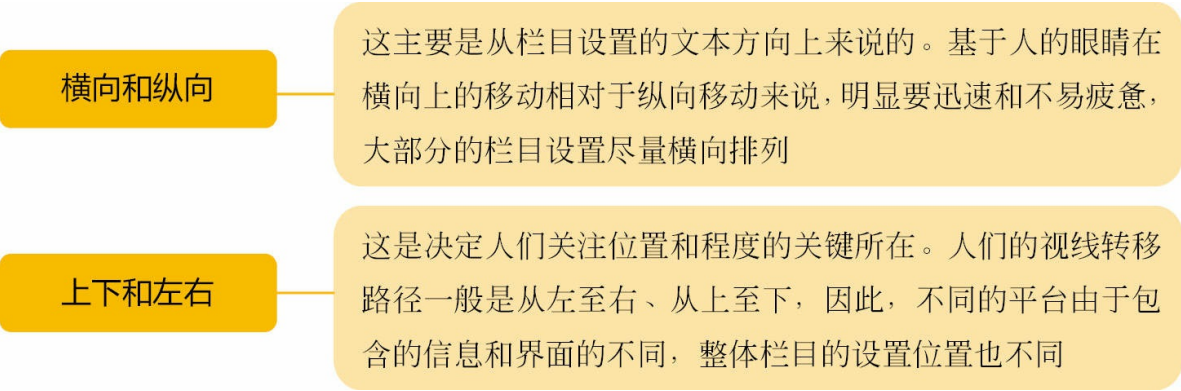 横向和纵向
这主要是从栏目设置的文本方向上来说的。基于人的眼睛在
横向上的移动相对于纵向移动来说，明显要迅速和不易疲惫，
大部分的栏目设置尽量横向排列
上下和左右
这是决定人们关注位置和程度的关键所在。人们的视线转移
路径一般是从左至右、从上至下，因此，不同的平台由于包
含的信息和界面的不同，整体栏目的设置位置也不同